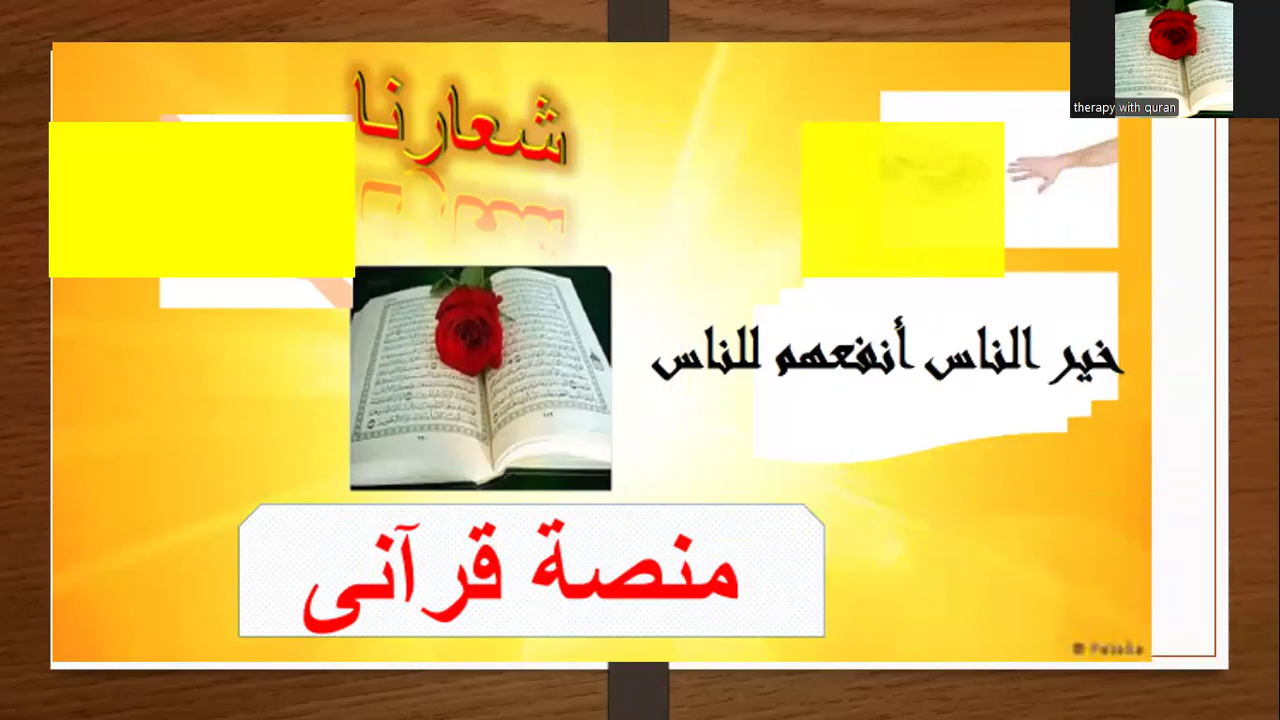 therapy with quran
شعارنا
خير الناس أنفعهم للناس
منصة قرآنى